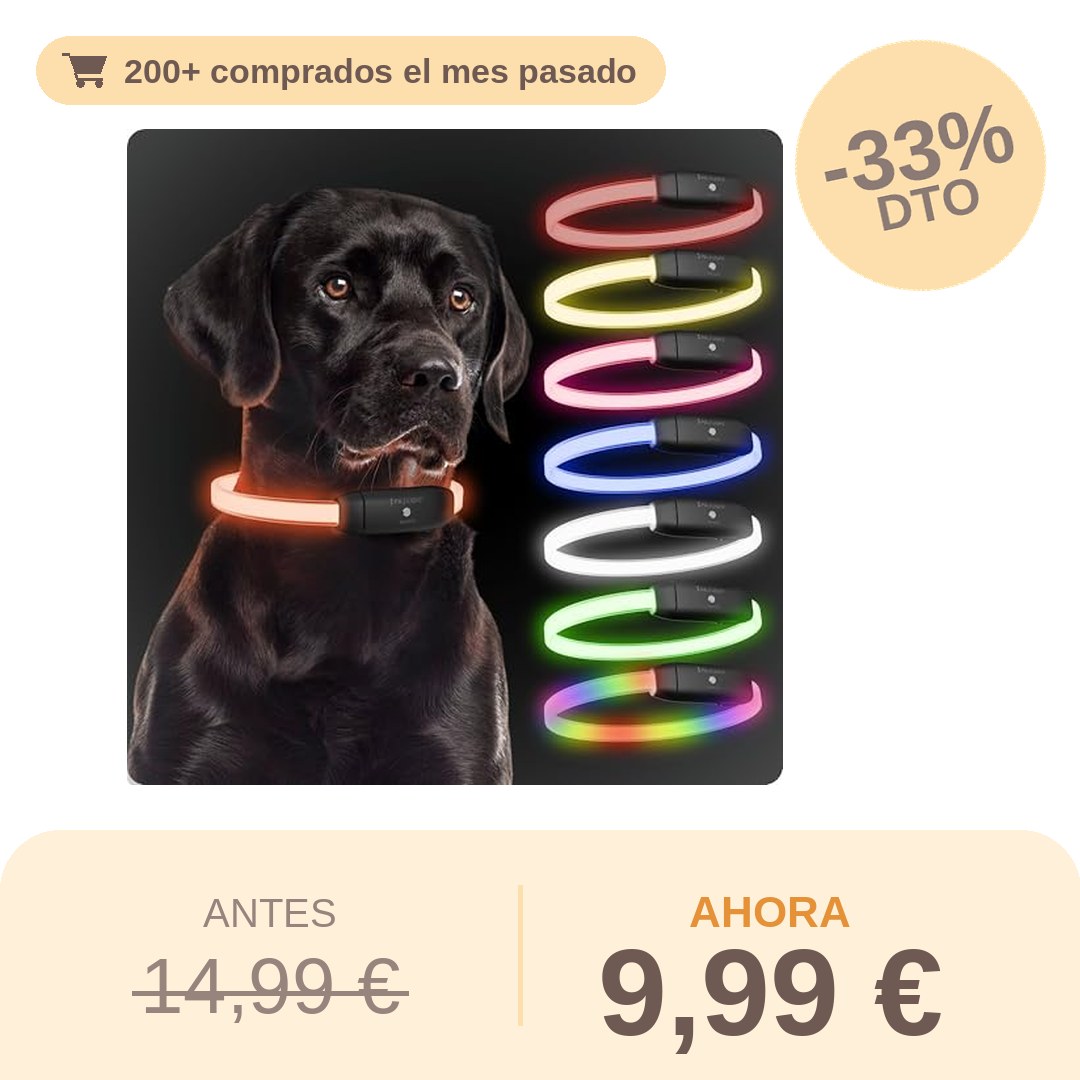 200+ comprados el mes pasado
-33%
DTO
ANTES
14,99 €
AHORA
9,99 €